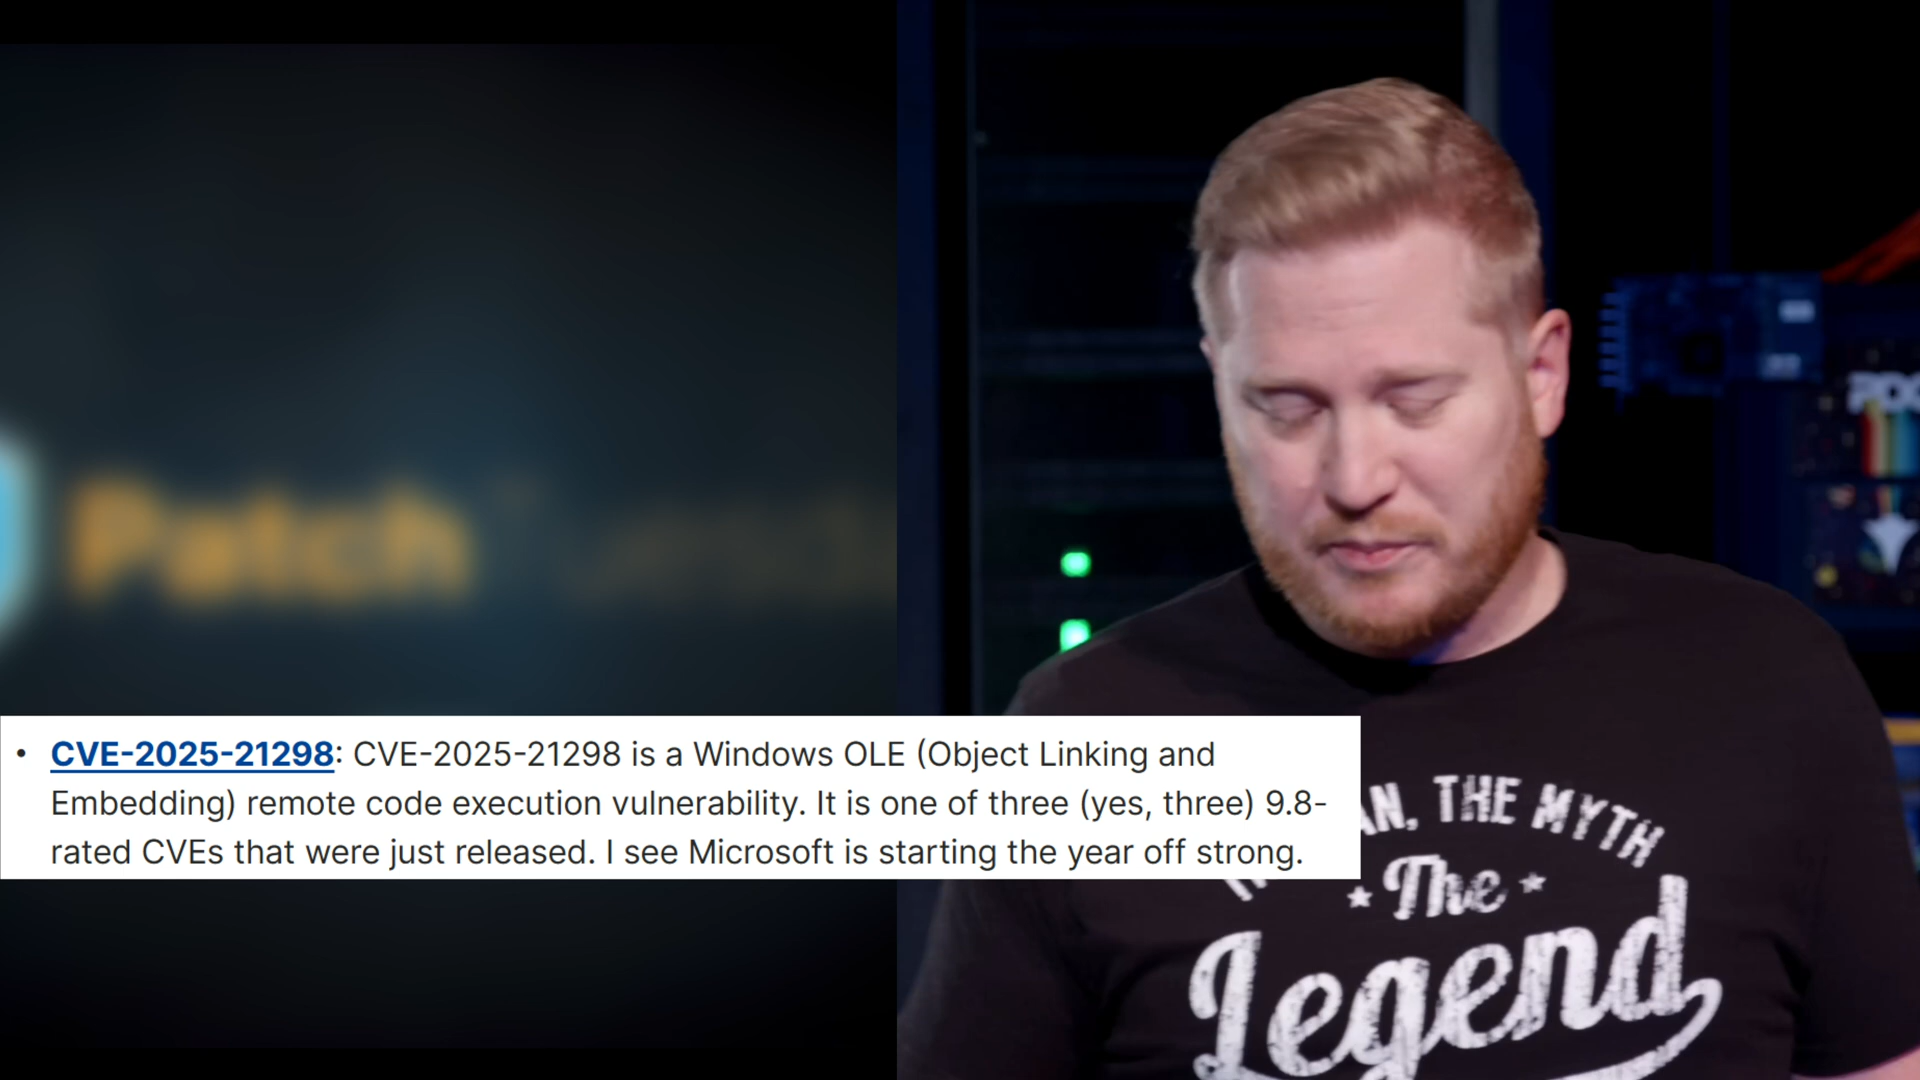 Patch
PDQ
• CVE-2025-21298: CVE-2025-21298 is a Windows OLE (Object Linking and
Embedding) remote code execution vulnerability. It is one of three (yes, three) 9.8-
rated CVEs that were just released. I see Microsoft is starting the year off strong.
THE MYTH
The
Legend